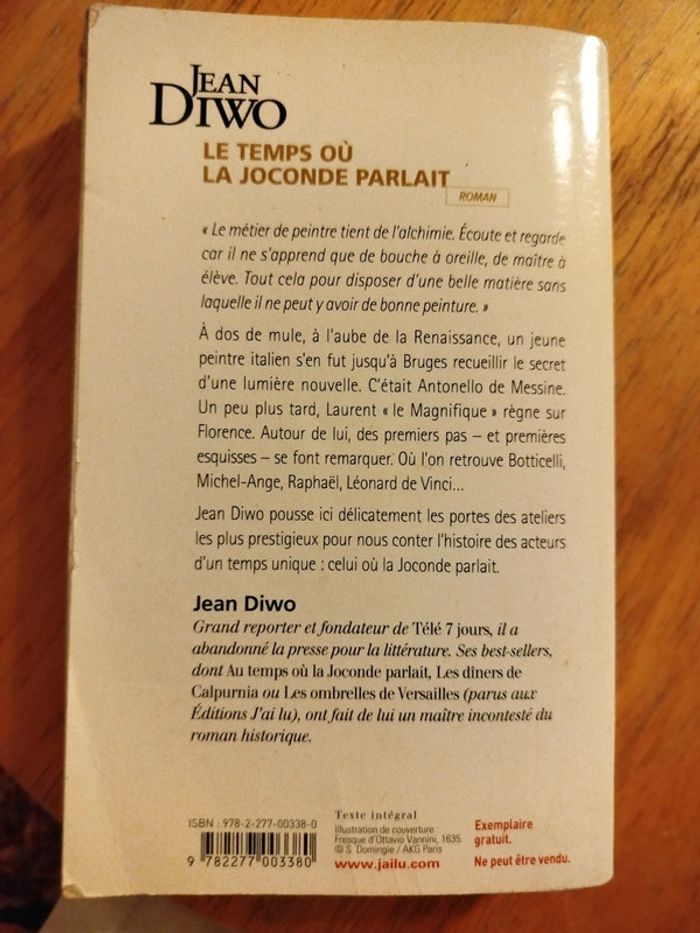 JEAN
DIWO
LE TEMPS OÙ
LA JOCONDE PARLAIT
ROMAN
« Le métier de peintre tient de l'alchimie. Écoute et regarde
car il ne s'apprend que de bouche à oreille, de maître à
élève. Tout cela pour disposer d'une belle matière sans
laquelle il ne peut y avoir de bonne peinture. »
À dos de mule, à l'aube de la Renaissance, un jeune
peintre italien s'en fut jusqu'à Bruges recueillir le secret
d'une lumière nouvelle. C'était Antonello de Messine.
Un peu plus tard, Laurent « le Magnifique » règne sur
Florence. Autour de lui, des premiers pas – et premières
esquisses – se font remarquer. Où l'on retrouve Botticelli,
Michel-Ange, Raphaël, Léonard de Vinci...
Jean Diwo pousse ici délicatement les portes des ateliers
les plus prestigieux pour nous conter l'histoire des acteurs
d'un temps unique : celui où la Joconde parlait.
Jean Diwo
Grand reporter et fondateur de Télé 7 jours, il a
abandonné la presse pour la littérature. Ses best-sellers,
dont Au temps où la Joconde parlait, Les dîners de
Calpurnia ou Les ombrelles de Versailles (parus aux
Éditions J'ai lu), ont fait de lui un maître incontesté du
roman historique.
ISBN : 978-2-277-00338-0
9 782277 003380
Texte intégral
Illustration de couverture :
Fresque d'Ottavio Vannini, 1635.
© S. Domingie / AKG Paris
www.jailu.com
Exemplaire
gratuit.
Ne peut être vendu.